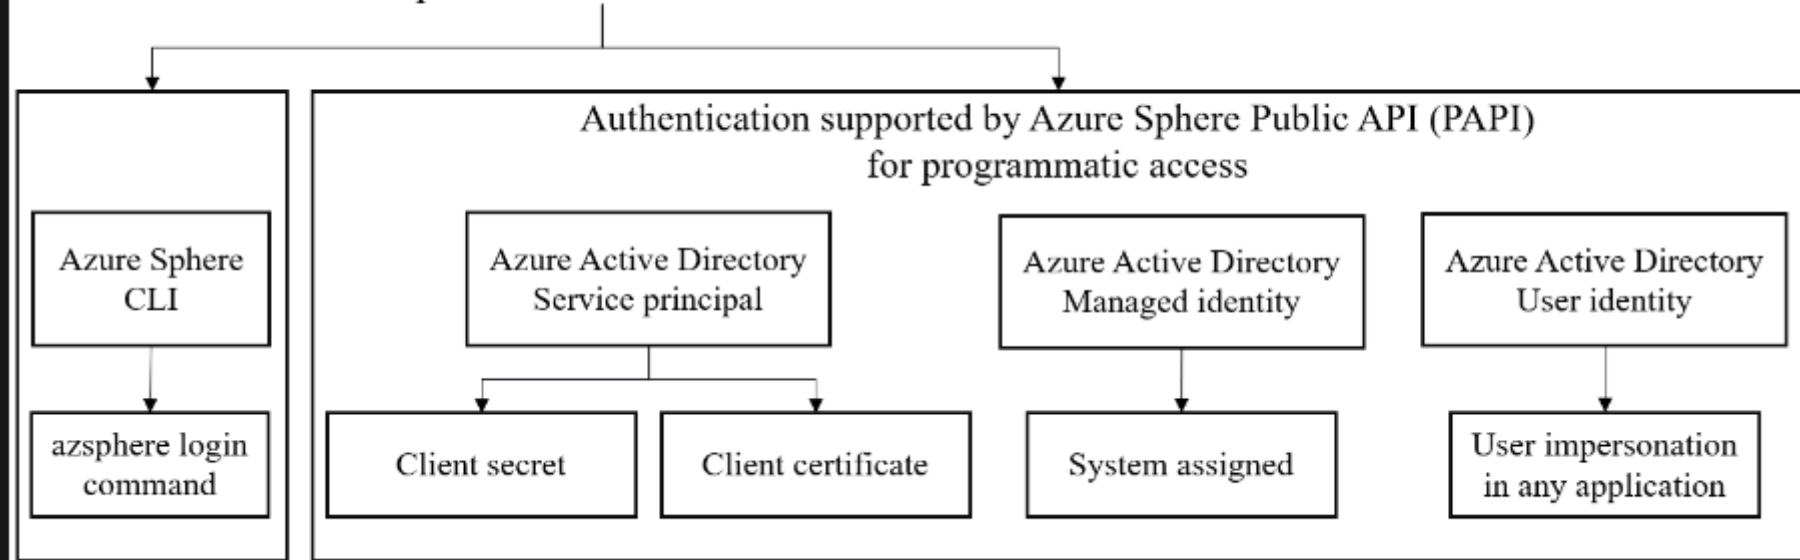 Authentication supported by Azure Sphere Public API (PAPI)
for programmatic access
Azure Sphere
CLI
Azure Active Directory
Service principal
Azure Active Directory
Managed identity
Azure Active Directory
User identity
azsphere login
command
Client secret
Client certificate
System assigned
User impersonation
in any application